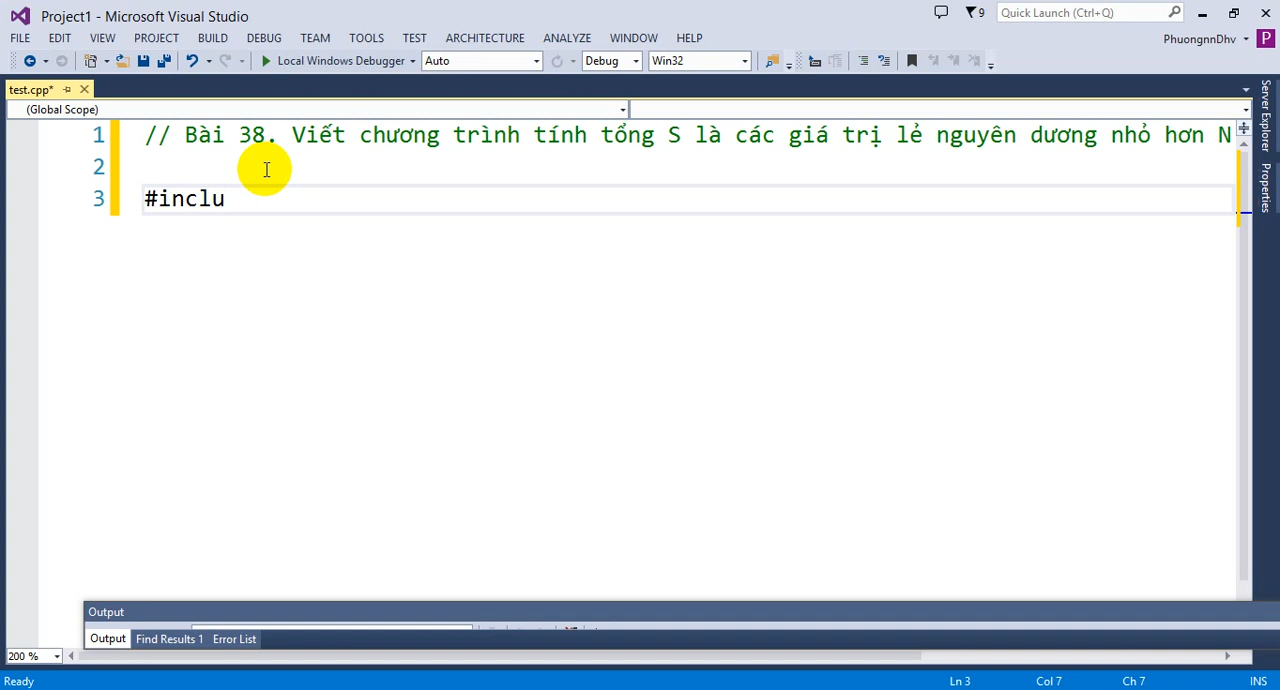 Project1 - Microsoft Visual Studio
9
Quick Launch (Ctrl+Q)
FILE EDIT VIEW PROJECT BUILD DEBUG TEAM TOOLS TEST ARCHITECTURE ANALYZE WINDOW HELP
PhuongnnDhv
P
Local Windows Debugger
Auto
Debug
Win32
test.cpp*
(Global Scope)
1 // Bài 38. Viết chương trình tính tổng S là các giá trị lẻ nguyên dương nhỏ hơn N
2
3 #inclu
Server Explorer
Properties
Output
Output Find Results 1 Error List
200 %
Ready Ln 3 Col 7 Ch 7 INS